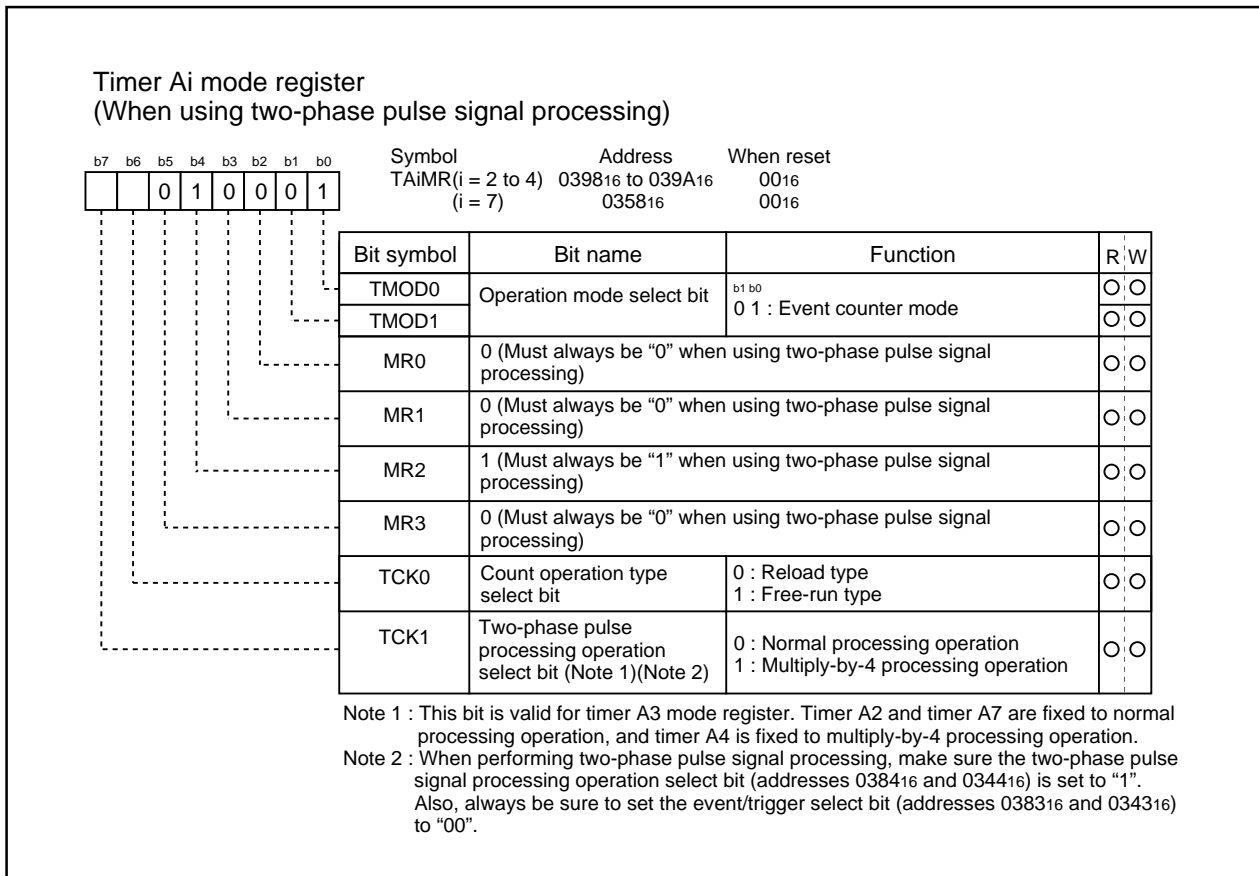 Timer Ai mode register
(When using two-phase pulse signal processing)
b7 b6 b5 b4 b3 b2 b1 b0
0 1 0 0 0 1
Symbol Address When reset
TAiMR(i = 2 to 4) 039816 to 039A16 0016
(i = 7) 035816 0016
Bit symbol Bit name Function R W
TMOD0 Operation mode select bit b1 b0
TMOD1 0 1 : Event counter mode
MR0 0 (Must always be “0” when using two-phase pulse signal
processing)
MR1 0 (Must always be “0” when using two-phase pulse signal
processing)
MR2 1 (Must always be “1” when using two-phase pulse signal
processing)
MR3 0 (Must always be “0” when using two-phase pulse signal
processing)
TCK0 Count operation type 0 : Reload type
select bit 1 : Free-run type
TCK1 Two-phase pulse
processing operation 0 : Normal processing operation
select bit (Note 1)(Note 2) 1 : Multiply-by-4 processing operation
Note 1 : This bit is valid for timer A3 mode register. Timer A2 and timer A7 are fixed to normal
processing operation, and timer A4 is fixed to multiply-by-4 processing operation.
Note 2 : When performing two-phase pulse signal processing, make sure the two-phase pulse
signal processing operation select bit (addresses 038416 and 034416) is set to “1”.
Also, always be sure to set the event/trigger select bit (addresses 038316 and 034316)
to “00”.